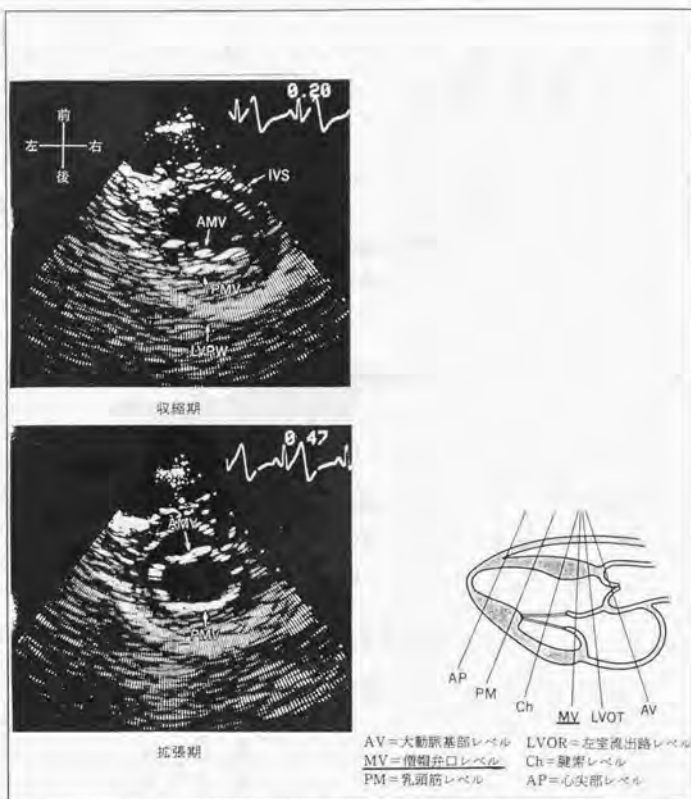 0.20
前
左 右
後
IVS
AMV
PMV
LVPW
収縮期
0.47
AMV
PMV
拡張期
AP
PM
Ch
MV
LVOT
AV
AV=大動脈基部レベル LVOR=左室流出路レベル
MV=僧帽弁口レベル Ch=腱索レベル
PM=乳頭筋レベル AP=心尖部レベル